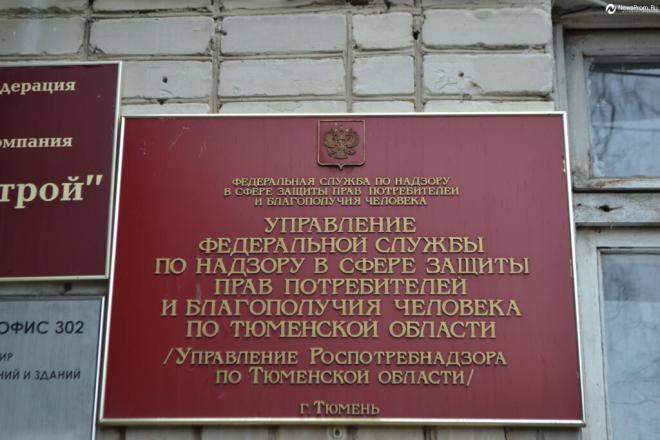 NewsProm.Ru
дерация
омпания
трой"
ОФИС 302
ИР
НИЙ И ЗДАНИЙ
ФЕДЕРАЛЬНАЯ СЛУЖБА ПО НАДЗОРУ
В СФЕРЕ ЗАЩИТЫ ПРАВ ПОТРЕБИТЕЛЕЙ
И БЛАГОПОЛУЧИЯ ЧЕЛОВЕКА
УПРАВЛЕНИЕ
ФЕДЕРАЛЬНОЙ СЛУЖБЫ
ПО НАДЗОРУ В СФЕРЕ ЗАЩИТЫ
ПРАВ ПОТРЕБИТЕЛЕЙ
И БЛАГОПОЛУЧИЯ ЧЕЛОВЕКА
ПО ТЮМЕНСКОЙ ОБЛАСТИ
/УПРАВЛЕНИЕ РОСПОТРЕБНАДЗОРА
ПО ТЮМЕНСКОЙ ОБЛАСТИ/
Г. ТЮМЕНЬ